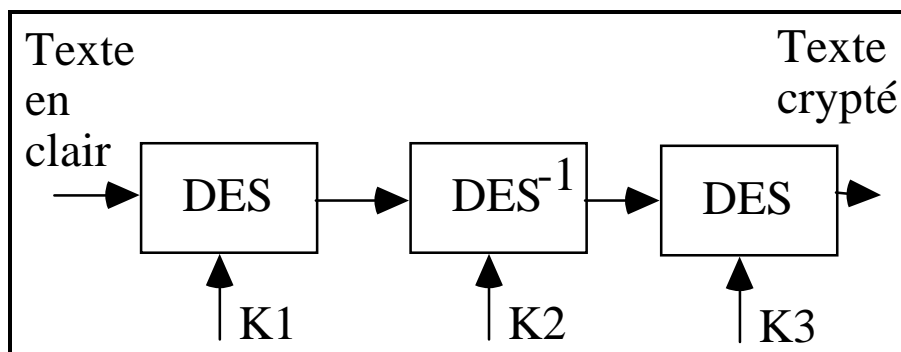 Texte
en
clair
Texte
crypté
DES
DES-1
DES
K1
K2
K3